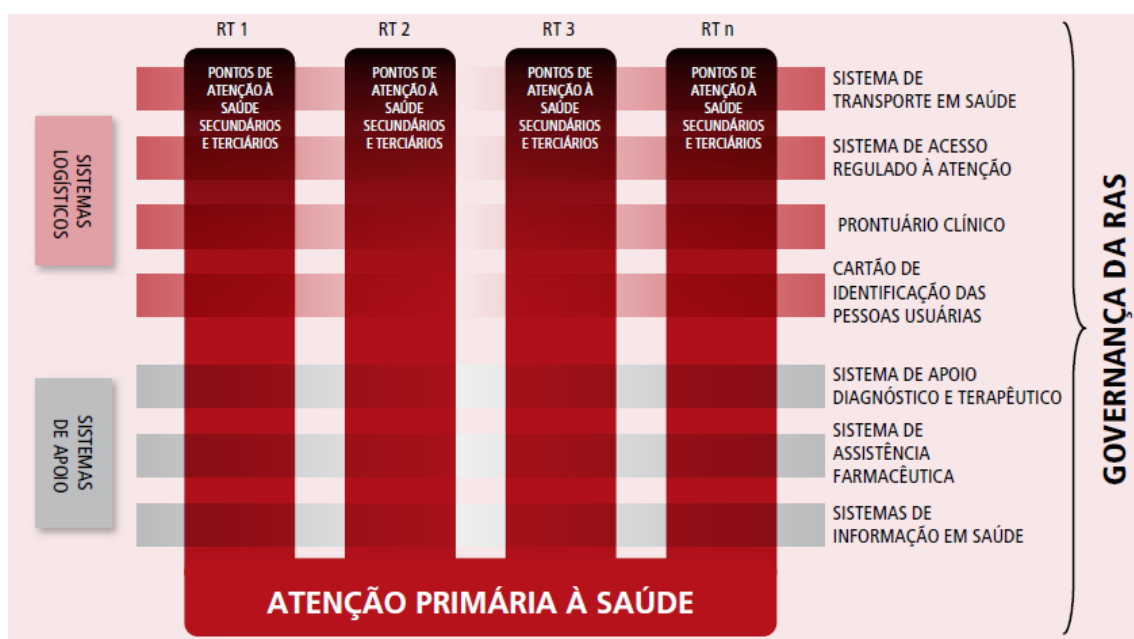 RT 1
RT 2
RT 3
RT n
PONTOS DE
ATENÇÃO À
SAÚDE
SECUNDÁRIOS
E TERCIÁRIOS
PONTOS DE
ATENÇÃO À
SAÚDE
SECUNDÁRIOS
E TERCIÁRIOS
PONTOS DE
ATENÇÃO À
SAÚDE
SECUNDÁRIOS
E TERCIÁRIOS
PONTOS DE
ATENÇÃO À
SAÚDE
SECUNDÁRIOS
E TERCIÁRIOS
SISTEMAS
LOGÍSTICOS
SISTEMA DE
TRANSPORTE EM SAÚDE
SISTEMA DE ACESSO
REGULADO À ATENÇÃO
PRONTUÁRIO CLÍNICO
CARTÃO DE
IDENTIFICAÇÃO DAS
PESSOAS USUÁRIAS
SISTEMAS
DE APOIO
SISTEMA DE APOIO
DIAGNÓSTICO E TERAPÊUTICO
SISTEMA DE
ASSISTÊNCIA
FARMACÊUTICA
SISTEMAS DE
INFORMAÇÃO EM SAÚDE
GOVERNANÇA DA RAS
ATENÇÃO PRIMÁRIA À SAÚDE